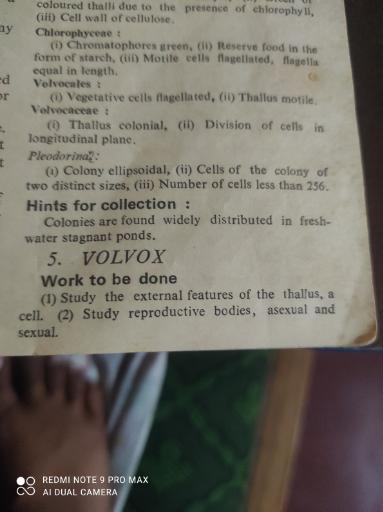 coloured thalli due to the presence of chlorophyll,
(iii) Cell wall of cellulose.
Chlorophyceae :
(i) Chromatophores green, (ii) Reserve food in the
form of starch, (iii) Motile cells flagellated, flagella
equal in length.
Volvocales :
(i) Vegetative cells flagellated, (ii) Thallus motile.
Volvocaceae :
(i) Thallus colonial, (ii) Division of cells in
longitudinal plane.
Pleodorina :
(i) Colony ellipsoidal, (ii) Cells of the colony of
two distinct sizes, (iii) Number of cells less than 256.
Hints for collection :
Colonies are found widely distributed in fresh-
water stagnant ponds.
5. VOLVOX
Work to be done
(1) Study the external features of the thallus, a
cell. (2) Study reproductive bodies, asexual and
sexual.
REDMI NOTE 9 PRO MAX
AI DUAL CAMERA